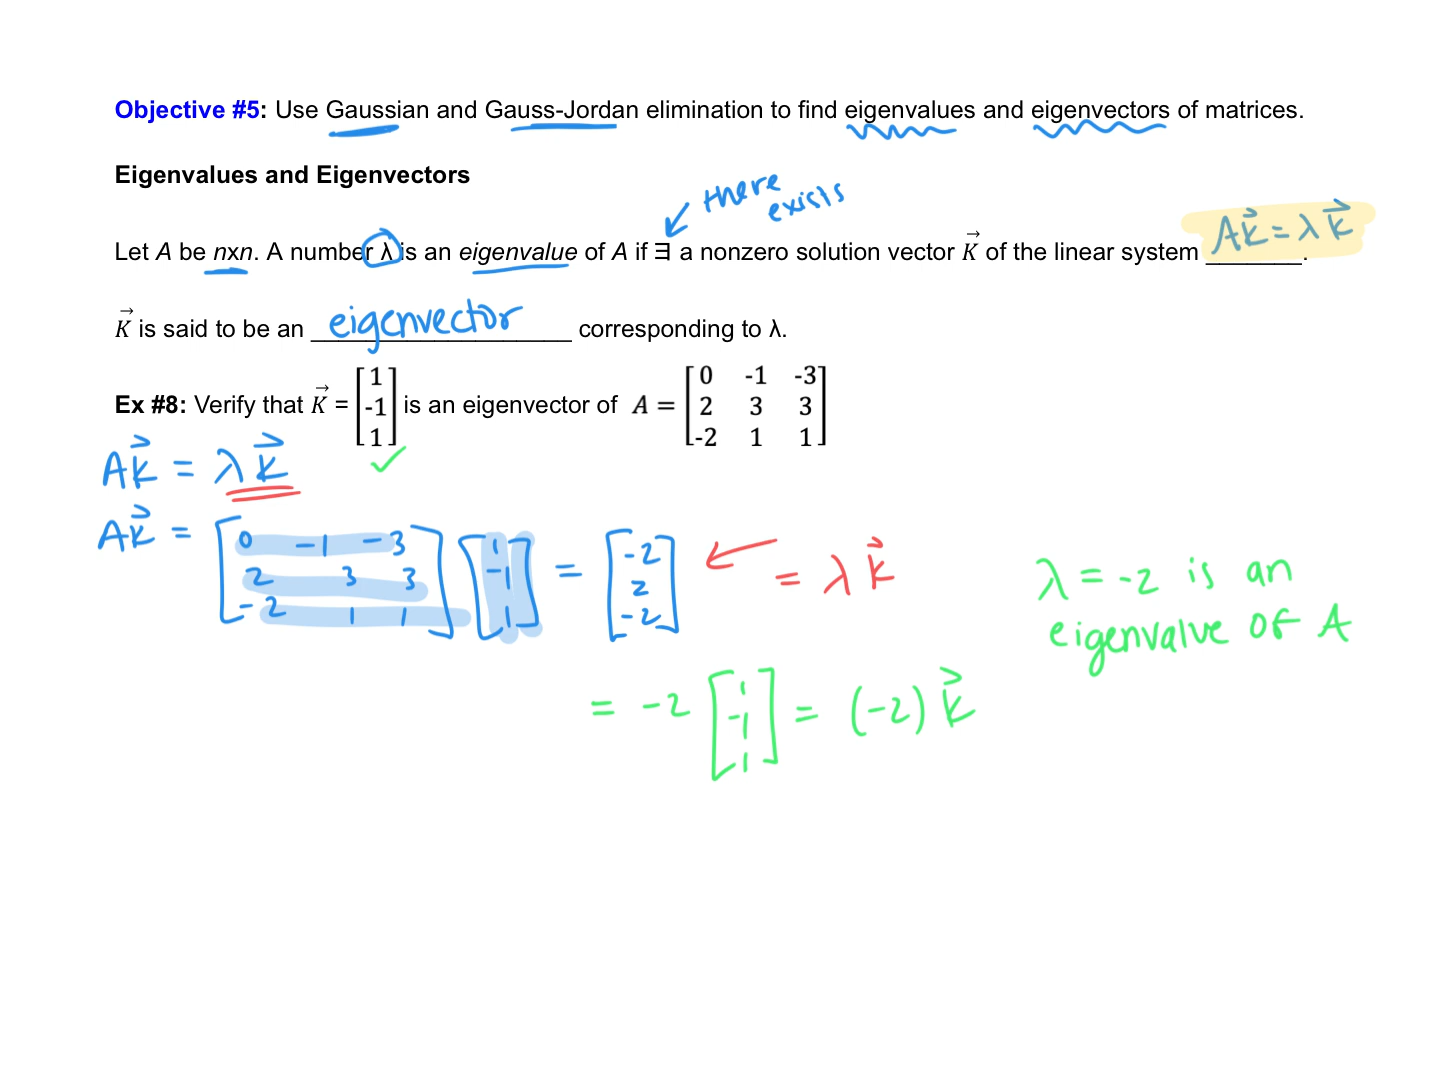 Objective #5: Use Gaussian and Gauss-Jordan elimination to find eigenvalues and eigenvectors of matrices.
Eigenvalues and Eigenvectors
there
exists
Let A be nxn. A number λ is an eigenvalue of A if ∃ a nonzero solution vector K⃗ of the linear system Ak⃗ = λk⃗.
K⃗ is said to be an eigenvector corresponding to λ.
Ex #8: Verify that K⃗ = [1 -1 1] is an eigenvector of A = [0 -1 -3
2 3 3
-2 1 1]
✓
Ak⃗ = λk⃗
Ak⃗ = [0 -1 -3
2 3 3
-2 1 1] [1 -1 1] = [-2 2 -2] ← = λk⃗
λ = -2 is an
eigenvalue of A
= -2 [1 -1 1] = (-2)k⃗